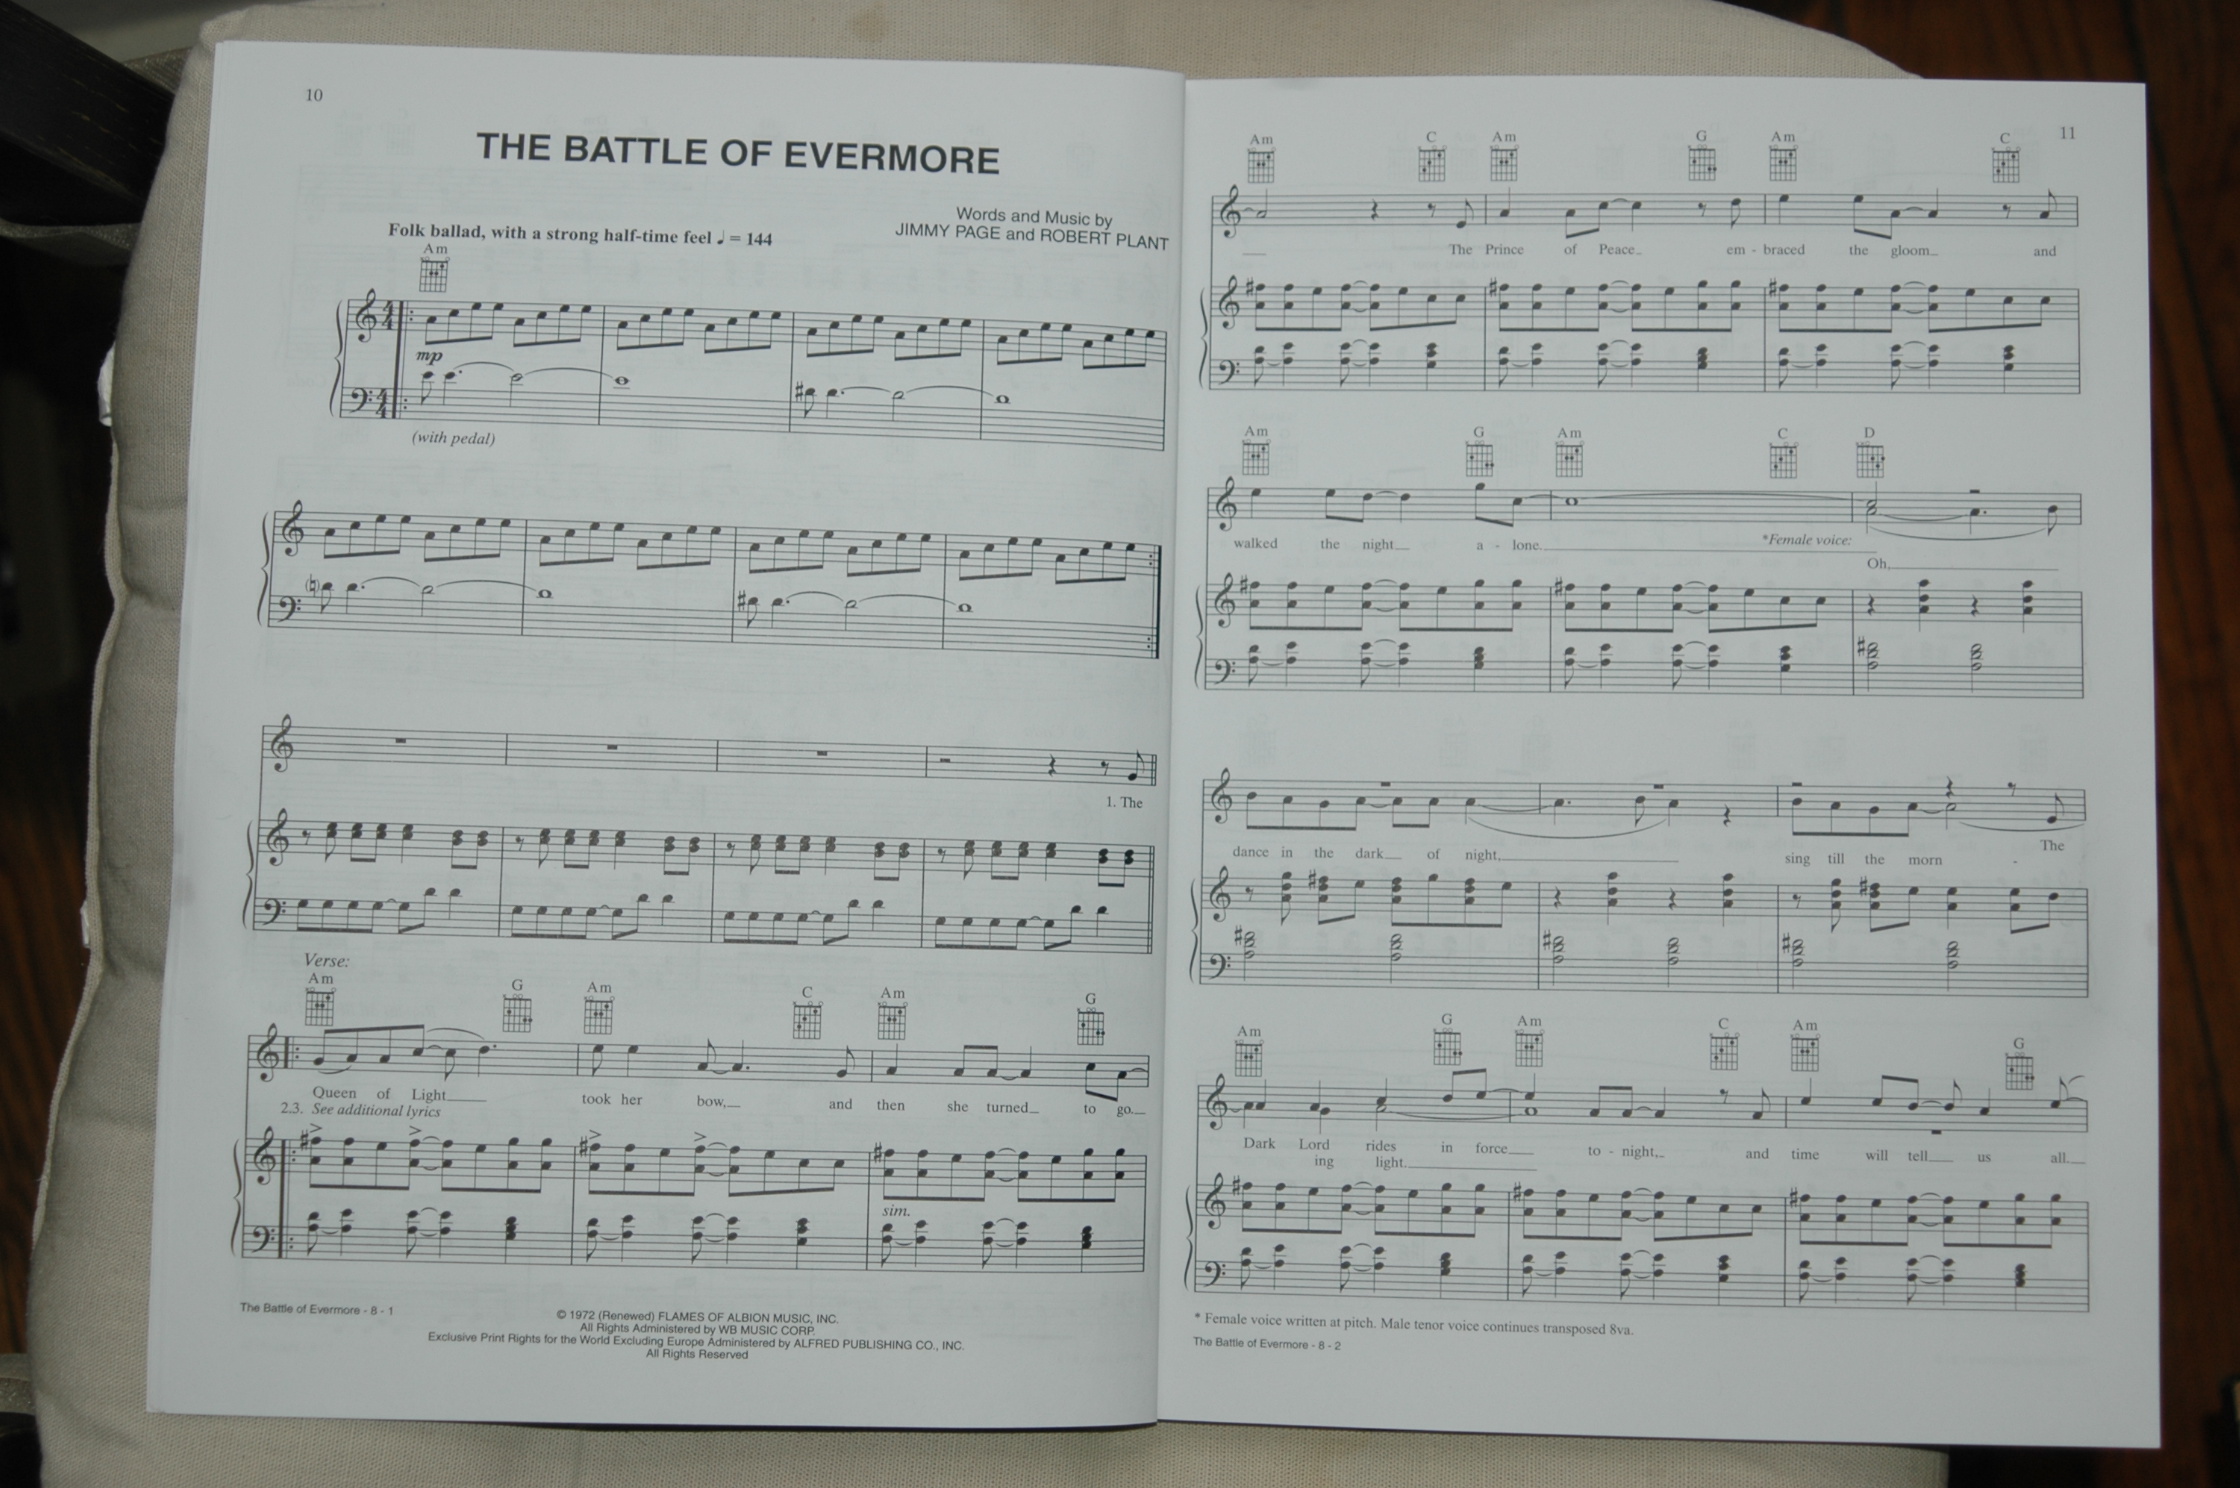 10
THE BATTLE OF EVERMORE
Words and Music by
JIMMY PAGE and ROBERT PLANT
Folk ballad, with a strong half-time feel ♩ = 144
Am
mp
(with pedal)
1. The
Verse:
Am G Am C Am G
Queen of Light took her bow, and then she turned to go.
2.3. See additional lyrics
sim.
The Battle of Evermore - 8 - 1
© 1972 (Renewed) FLAMES OF ALBION MUSIC, INC.
All Rights Administered by WB MUSIC CORP.
Exclusive Print Rights for the World Excluding Europe Administered by ALFRED PUBLISHING CO., INC.
All Rights Reserved
11
Am C Am G Am C
The Prince of Peace em - braced the gloom and
Am G Am C D
walked the night a - lone.
*Female voice:
Oh,
dance in the dark of night, sing till the morn -
The
Am G Am C Am G
Dark Lord rides in force to - night, and time will tell us all.
ing light.
* Female voice written at pitch. Male tenor voice continues transposed 8va.
The Battle of Evermore - 8 - 2